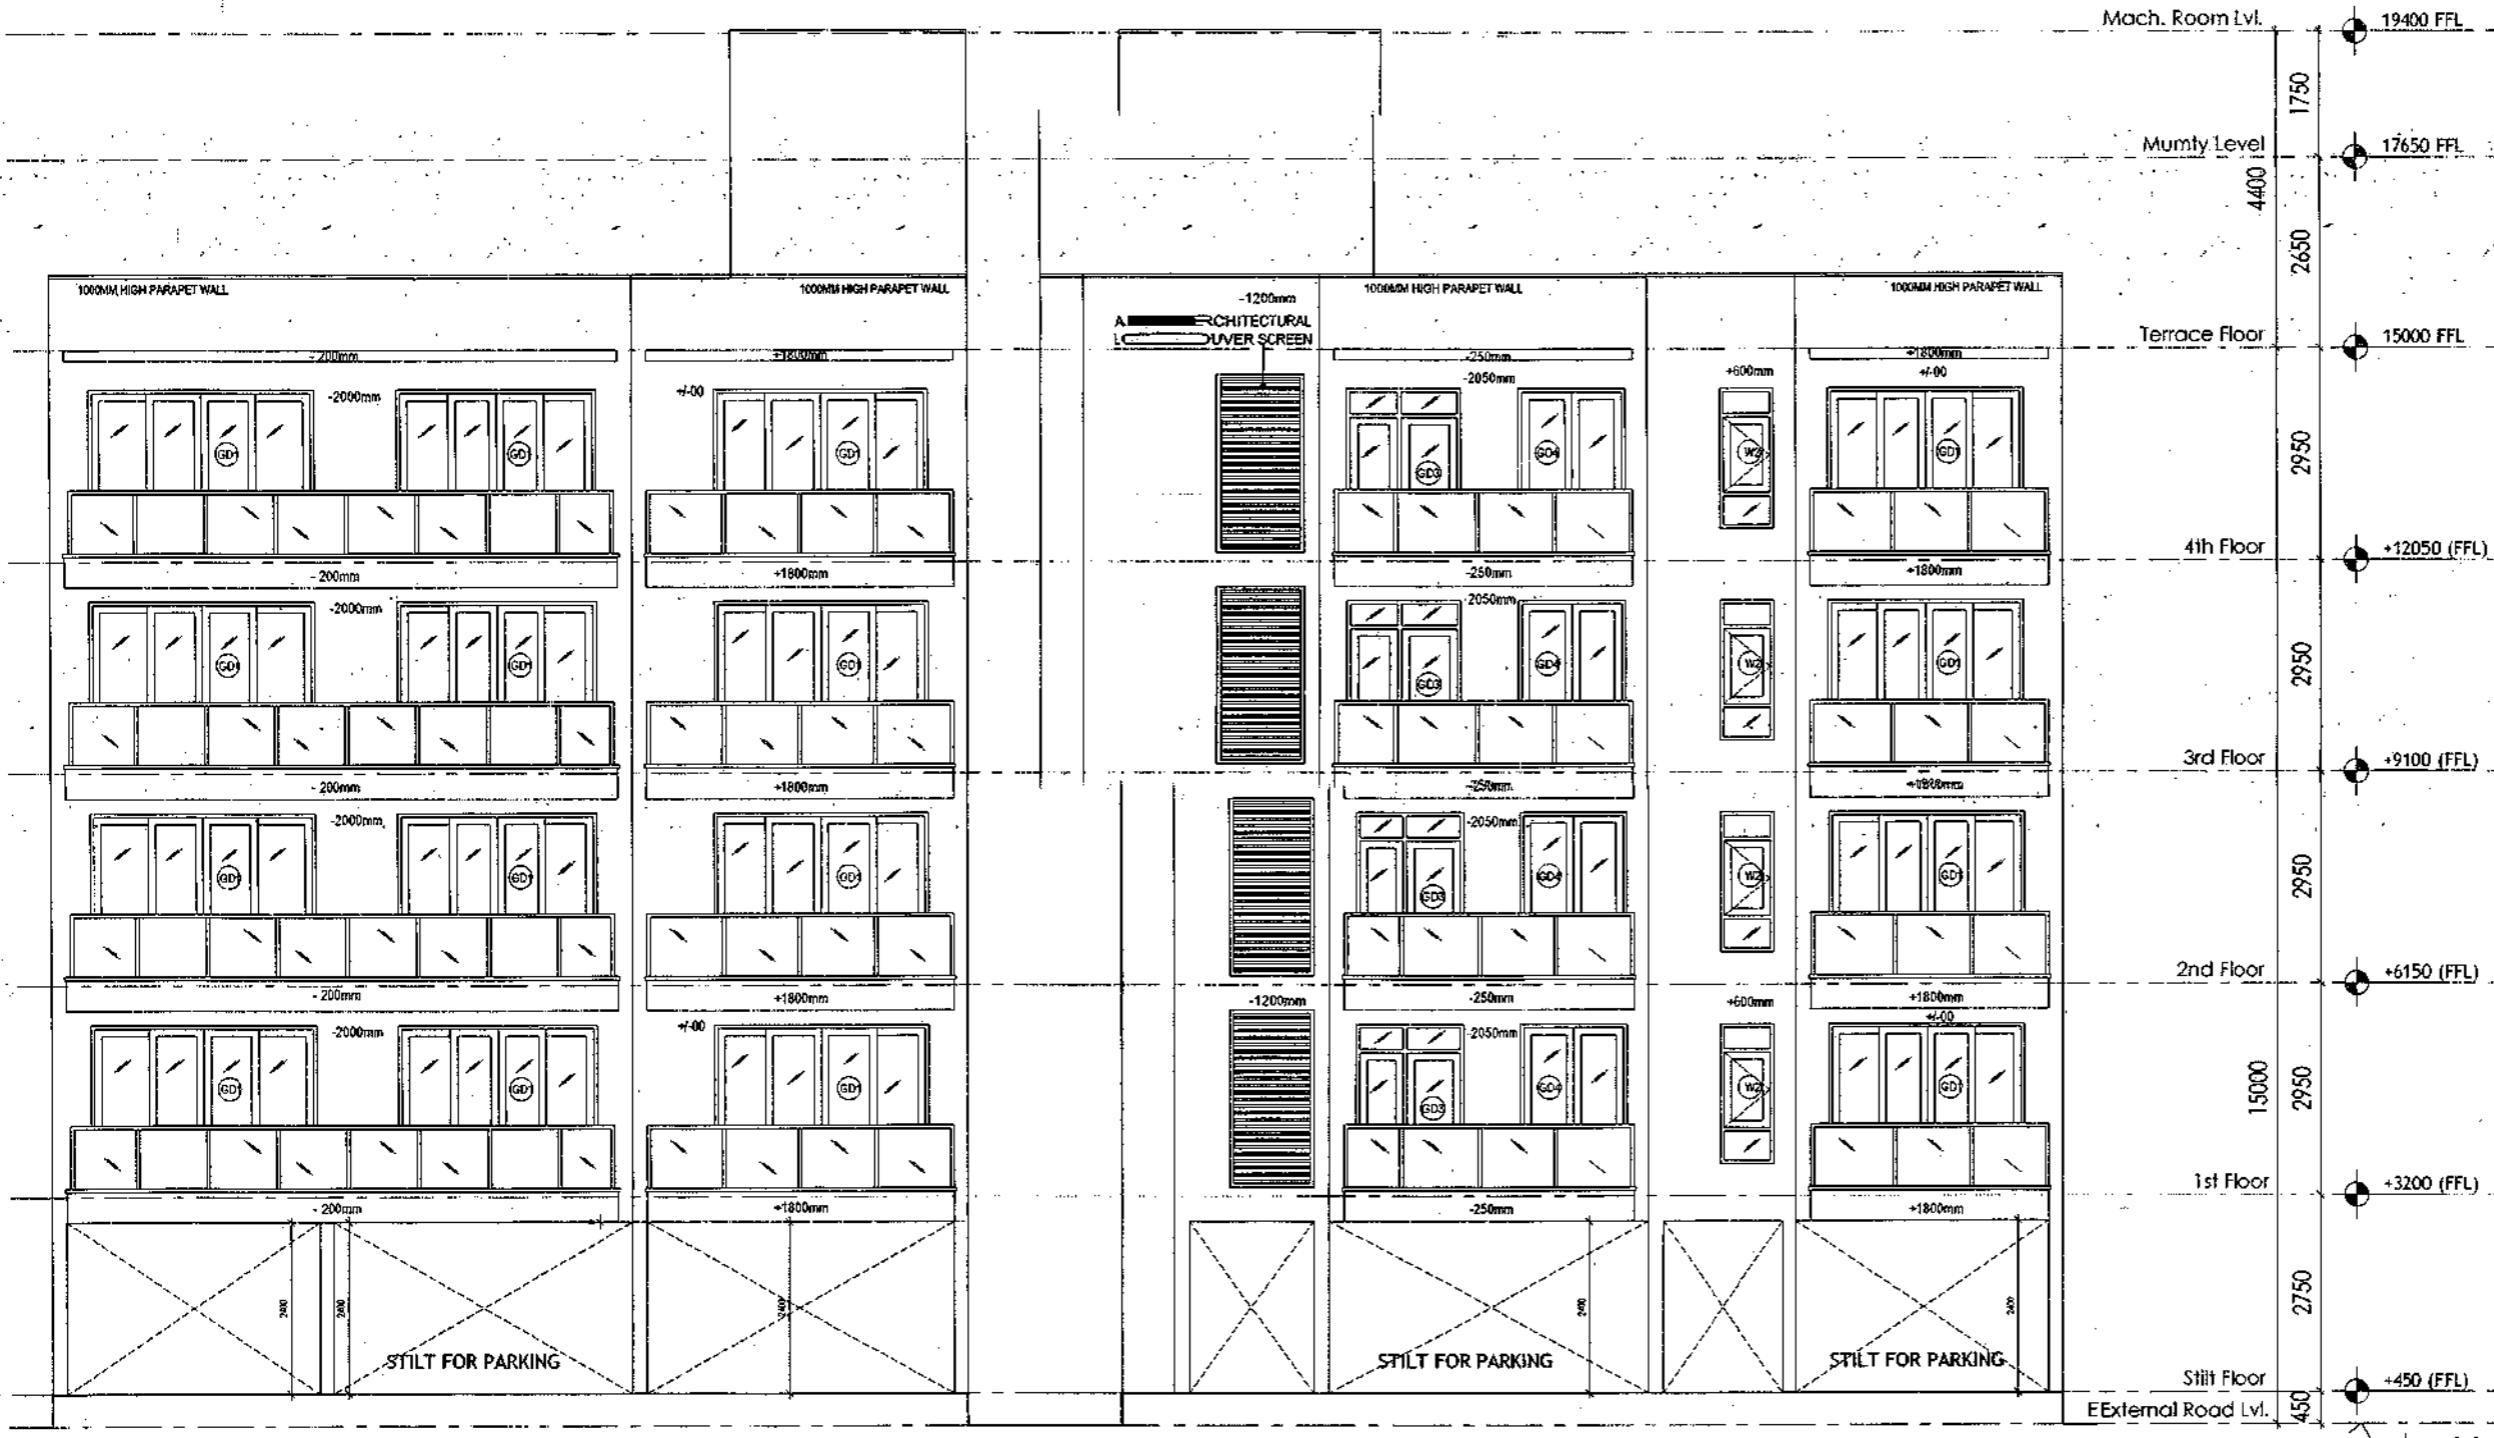 Mach. Room Lvl. 19400 FFL
1750
Mumty Level 17650 FFL
4400
2650
1000MM HIGH PARAPET WALL 1000MM HIGH PARAPET WALL 1000MM HIGH PARAPET WALL 1000MM HIGH PARAPET WALL
-1200mm
ARCHITECTURAL
LOUVER SCREEN
Terrace Floor 15000 FFL
-200mm +1800mm -250mm +1800mm
-2000mm +/-00 -2050mm +600mm +/-00
GD1 GD1 GD1 GD3 GD4 W2 GD1
2950
4th Floor +12050 (FFL)
- 200mm +1800mm -250mm +1800mm
-2000mm -2050mm
GD1 GD1 GD1 GD3 GD4 W2 GD1
2950
3rd Floor +9100 (FFL)
- 200mm +1800mm -250mm +1800mm
-2000mm -2050mm
GD1 GD1 GD1 GD3 GD4 W2 GD1
2950
2nd Floor +6150 (FFL)
- 200mm +1800mm -1200mm -250mm +600mm +1800mm
-2000mm +/-00 -2050mm +/-00
GD1 GD1 GD1 GD3 GD4 W2 GD1
15000 2950
1st Floor +3200 (FFL)
- 200mm +1800mm -250mm +1800mm
2400 2400 2400 2400 2400
2750
STILT FOR PARKING STILT FOR PARKING STILT FOR PARKING
Stilt Floor +450 (FFL)
EExternal Road Lvl. 450